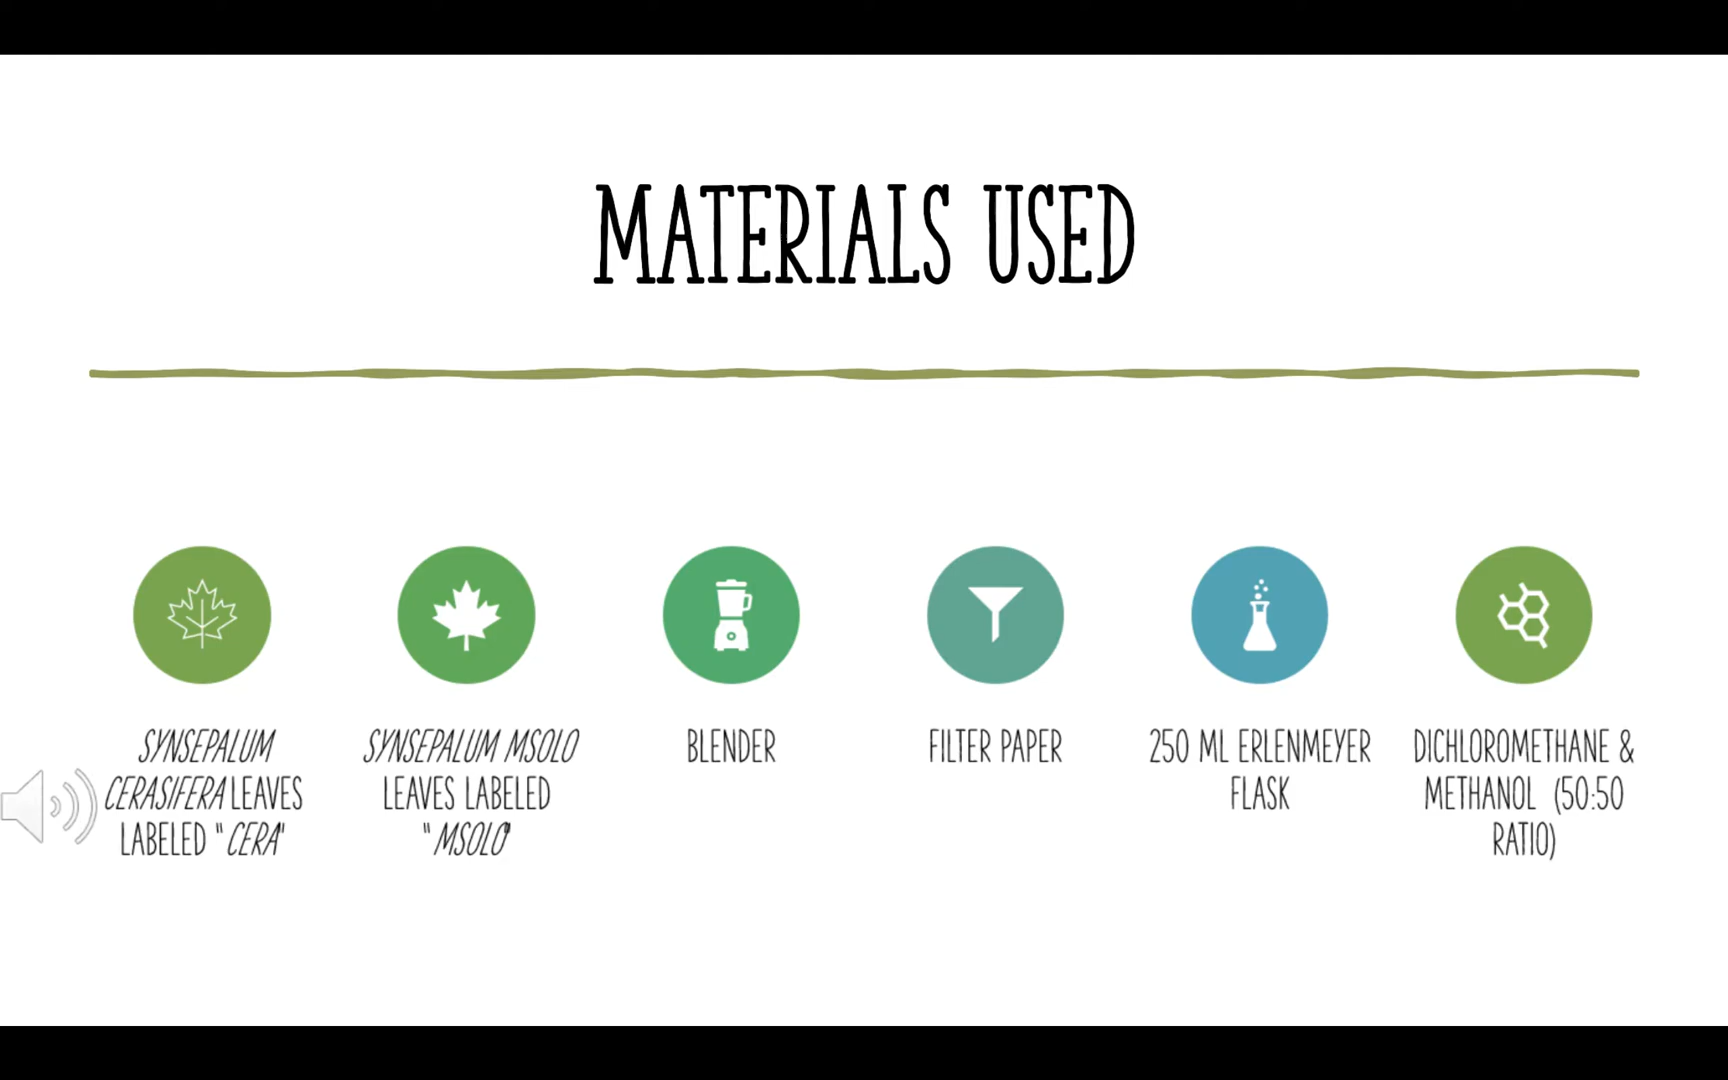 MATERIALS USED
SYNSEPALUM
CERASIFERA LEAVES
LABELED "CERA"
SYNSEPALUM MSOLO
LEAVES LABELED
"MSOLO"
BLENDER
FILTER PAPER
250 ML ERLENMEYER
FLASK
DICHLOROMETHANE &
METHANOL (50:50
RATIO)